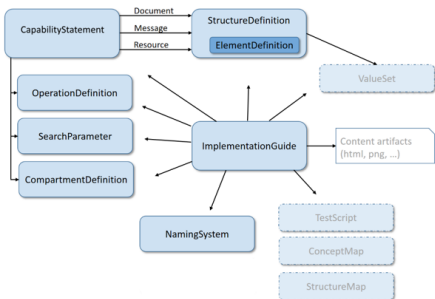 Document
CapabilityStatement
StructureDefinition
Message
Resource
ElementDefinition
ValueSet
OperationDefinition
SearchParameter
ImplementationGuide
Content artifacts
(html, png, ...)
CompartmentDefinition
TestScript
NamingSystem
ConceptMap
StructureMap